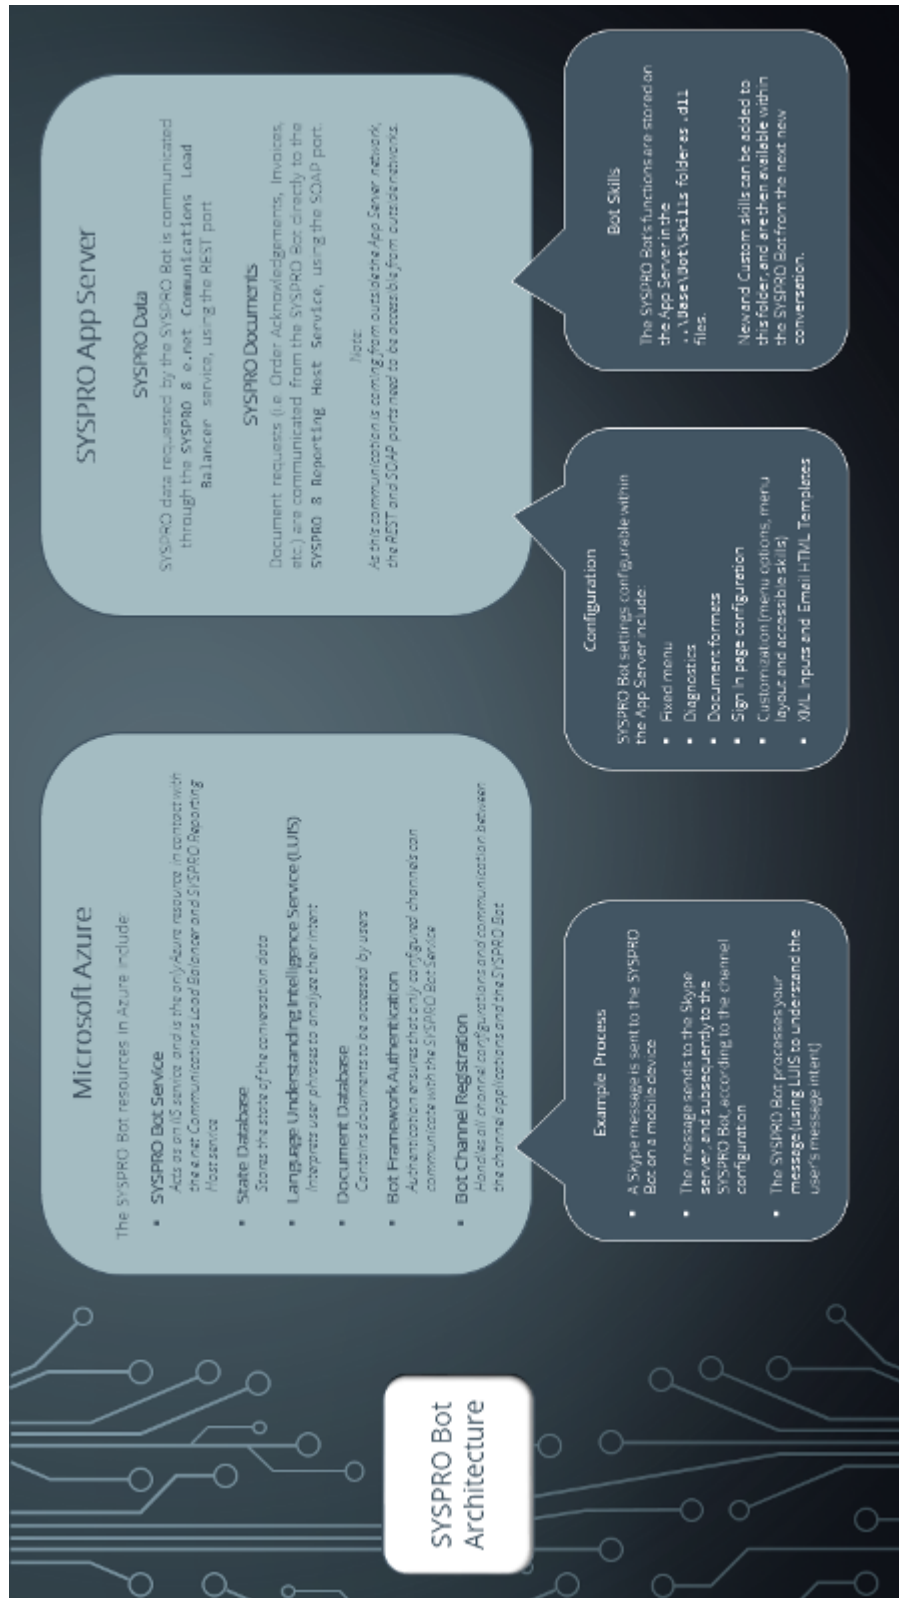 SYSPRO Bot
Architecture
Microsoft Azure
The SYSPRO Bot resources in Azure include:
▪ SYSPRO Bot Service
Acts as an IIS service and is the only Azure resource in contact with
the e.net Communications Load Balancer and SYSPRO Reporting
Host service
▪ State Database
Stores the state of the conversation data
▪ Language Understanding Intelligence Service (LUIS)
Interprets user phrases to analyze their intent
▪ Document Database
Contains documents to be accessed by users
▪ Bot Framework Authentication
Authentication ensures that only configured channels can
communicate with the SYSPRO Bot Service
▪ Bot Channel Registration
Handles all channel configurations and communication between
the channel applications and the SYSPRO Bot
Example Process
▪ A Skype message is sent to the SYSPRO
Bot on a mobile device
▪ The message sends to the Skype
server, and subsequently to the
SYSPRO Bot, according to the channel
configuration
▪ The SYSPRO Bot processes your
message (using LUIS to understand the
user's message intent)
SYSPRO App Server
SYSPRO Data
SYSPRO data requested by the SYSPRO Bot is communicated
through the SYSPRO 8 e.net Communications Load
Balancer service, using the REST port
SYSPRO Documents
Document requests (i.e. Order Acknowledgements, Invoices,
etc.) are communicated from the SYSPRO Bot directly to the
SYSPRO 8 Reporting Host Service, using the SOAP port.
Note:
As this communication is coming from outside the App Server network,
the REST and SOAP ports need to be accessible from outside networks.
Configuration
SYSPRO Bot settings configurable within
the App Server include:
▪ Fixed menu
▪ Diagnostics
▪ Document formats
▪ Sign In page configuration
▪ Customization (menu options, menu
layout and accessible skills)
▪ XML Inputs and Email HTML Templates
Bot Skills
The SYSPRO Bot's functions are stored on
the App Server in the
..\Base\Bot\Skills folder as .dll
files.
New and Custom skills can be added to
this folder, and are then available within
the SYSPRO Bot from the next new
conversation.